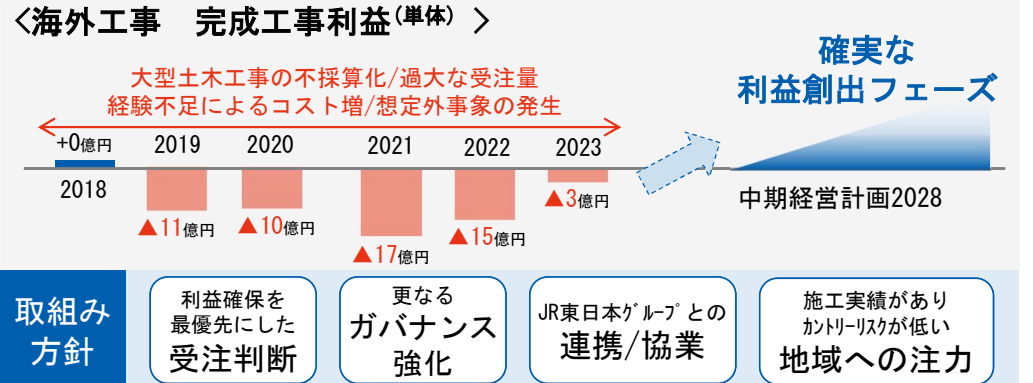 <海外工事　完成工事利益(単体) >
大型土木工事の不採算化/過大な受注量
経験不足によるコスト増/想定外事象の発生
確実な
利益創出フェーズ
+0億円
2019
2020
2021
2022
2023
2018
▲11億円
▲10億円
▲17億円
▲15億円
▲3億円
中期経営計画2028
取組み
方針
利益確保を
最優先にした
受注判断
更なる
ガバナンス
強化
JR東日本ｸﾞﾙｰﾌﾟとの
連携/協業
施工実績があり
ｶﾝﾄﾘｰﾘｽｸが低い
地域への注力